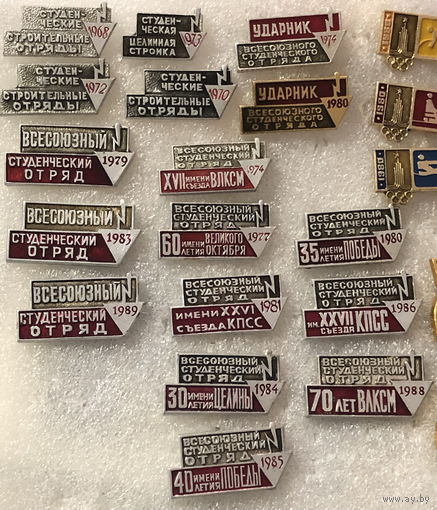 СТУДЕН-
ЧЕСКИЕ
СТРОИТЕЛЬНЫЕ
ОТРЯДЫ
1968
СТУДЕН-
ЧЕСКАЯ
ЦЕЛИННАЯ
СТРОЙКА
1973
УДАРНИК
1974
ВСЕСОЮЗНОГО
СТУДЕНЧЕСКОГО
ОТРЯДА
СТУДЕН-
ЧЕСКИЕ
СТРОИТЕЛЬНЫЕ
ОТРЯДЫ
1972
СТУДЕН-
ЧЕСКИЕ
СТРОИТЕЛЬНЫЕ
ОТРЯДЫ
1970
УДАРНИК
1980
ВСЕСОЮЗНОГО
СТУДЕНЧЕСКОГО
ОТРЯДА
1980
ВСЕСОЮЗНЫЙ
СТУДЕНЧЕСКИЙ
ОТРЯД
1979
ВСЕСОЮЗНЫЙ
СТУДЕНЧЕСКИЙ
ОТРЯД
XVII ИМЕНИ
СЪЕЗДА ВЛКСМ
974
1980
ВСЕСОЮЗНЫЙ
СТУДЕНЧЕСКИЙ
ОТРЯД
1983
ВСЕСОЮЗНЫЙ
СТУДЕНЧЕСКИЙ
ОТРЯД
1977
60 ИМЕНИ
ЛЕТИЯ
ВЕЛИКОГО
ОКТЯБРЯ
ВСЕСОЮЗНЫЙ
СТУДЕНЧЕСКИЙ
ОТРЯД
1980
35 ИМЕНИ
ЛЕТИЯ ПОБЕДЫ
ВСЕСОЮЗНЫЙ
СТУДЕНЧЕСКИЙ
ОТРЯД
1989
ВСЕСОЮЗНЫЙ
СТУДЕНЧЕСКИЙ
ОТРЯД
1981
ИМЕНИ XXVI
СЪЕЗДА КПСС
ВСЕСОЮЗНЫЙ
СТУДЕНЧЕСКИЙ
ОТРЯД
1986
ИМ. XXVII
СЪЕЗДА КПСС
ВСЕСОЮЗНЫЙ
СТУДЕНЧЕСКИЙ
ОТРЯД
1984
30 ИМЕНИ
ЛЕТИЯ ЦЕЛИНЫ
ВСЕСОЮЗНЫЙ
СТУДЕНЧЕСКИЙ
ОТРЯД
1988
70 ЛЕТ ВЛКСМ
ВСЕСОЮЗНЫЙ
СТУДЕНЧЕСКИЙ
ОТРЯД
1985
40 ИМЕНИ
ЛЕТИЯ ПОБЕДЫ
www.ay.by